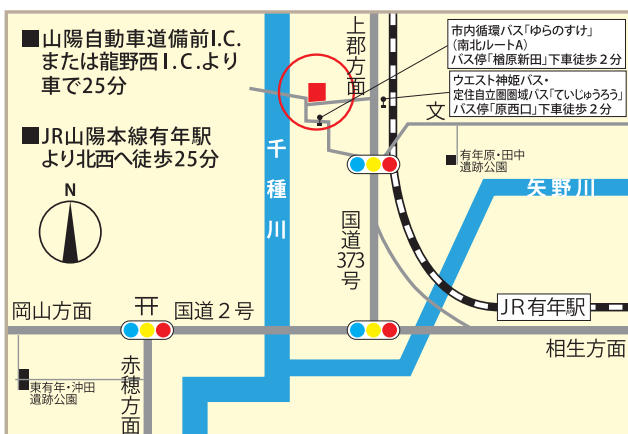 ■山陽自動車道備前I.C.
または龍野西I.C.より
車で25分
■JR山陽本線有年駅
より北西へ徒歩25分
N
上郡方面
市内循環バス「ゆらのすけ」
(南北ルートA)
バス停「楢原新田」下車徒歩2分
ウエスト神姫バス・
定住自立圏圏域バス「ていじゅうろう」
バス停「原西口」下車徒歩2分
文
有年原・田中
遺跡公園
千種川
矢野川
国道373号
JR有年駅
岡山方面
国道2号
相生方面
赤穂方面
東有年・沖田
遺跡公園